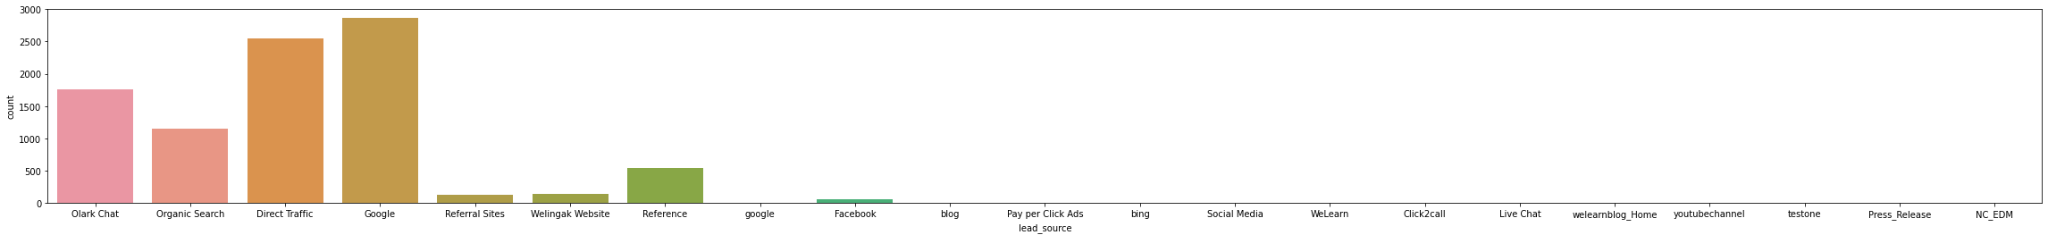 3000
2500
2000
1500
1000
500
0
count
Olark Chat Organic Search Direct Traffic Google Referral Sites Welingak Website Reference google Facebook blog Pay per Click Ads bing Social Media WeLearn Click2call Live Chat welearnblog_Home youtubechannel testone Press_Release NC_EDM
lead_source